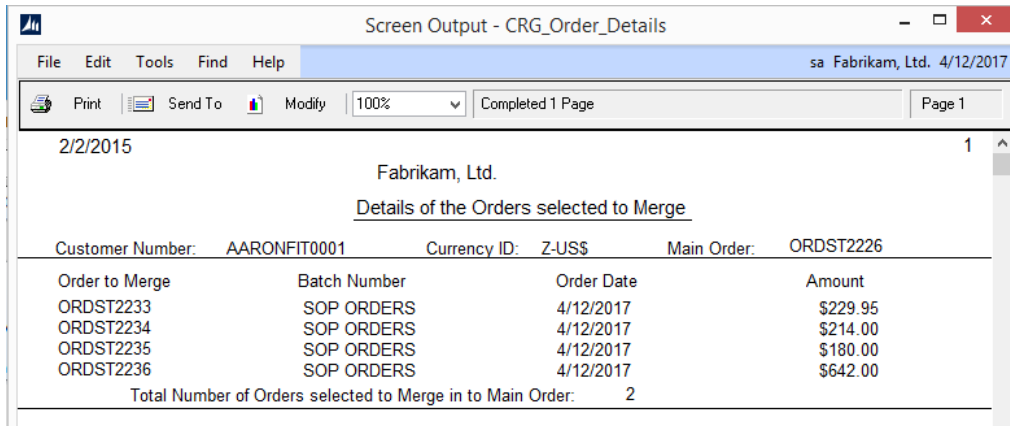 Screen Output - CRG_Order_Details
File Edit Tools Find Help sa Fabrikam, Ltd. 4/12/2017
Print Send To Modify 100% Completed 1 Page Page 1
2/2/2015 1
Fabrikam, Ltd.
Details of the Orders selected to Merge
Customer Number: AARONFIT0001 Currency ID: Z-US$ Main Order: ORDST2226
Order to Merge Batch Number Order Date Amount
ORDST2233 SOP ORDERS 4/12/2017 $229.95
ORDST2234 SOP ORDERS 4/12/2017 $214.00
ORDST2235 SOP ORDERS 4/12/2017 $180.00
ORDST2236 SOP ORDERS 4/12/2017 $642.00
Total Number of Orders selected to Merge in to Main Order: 2